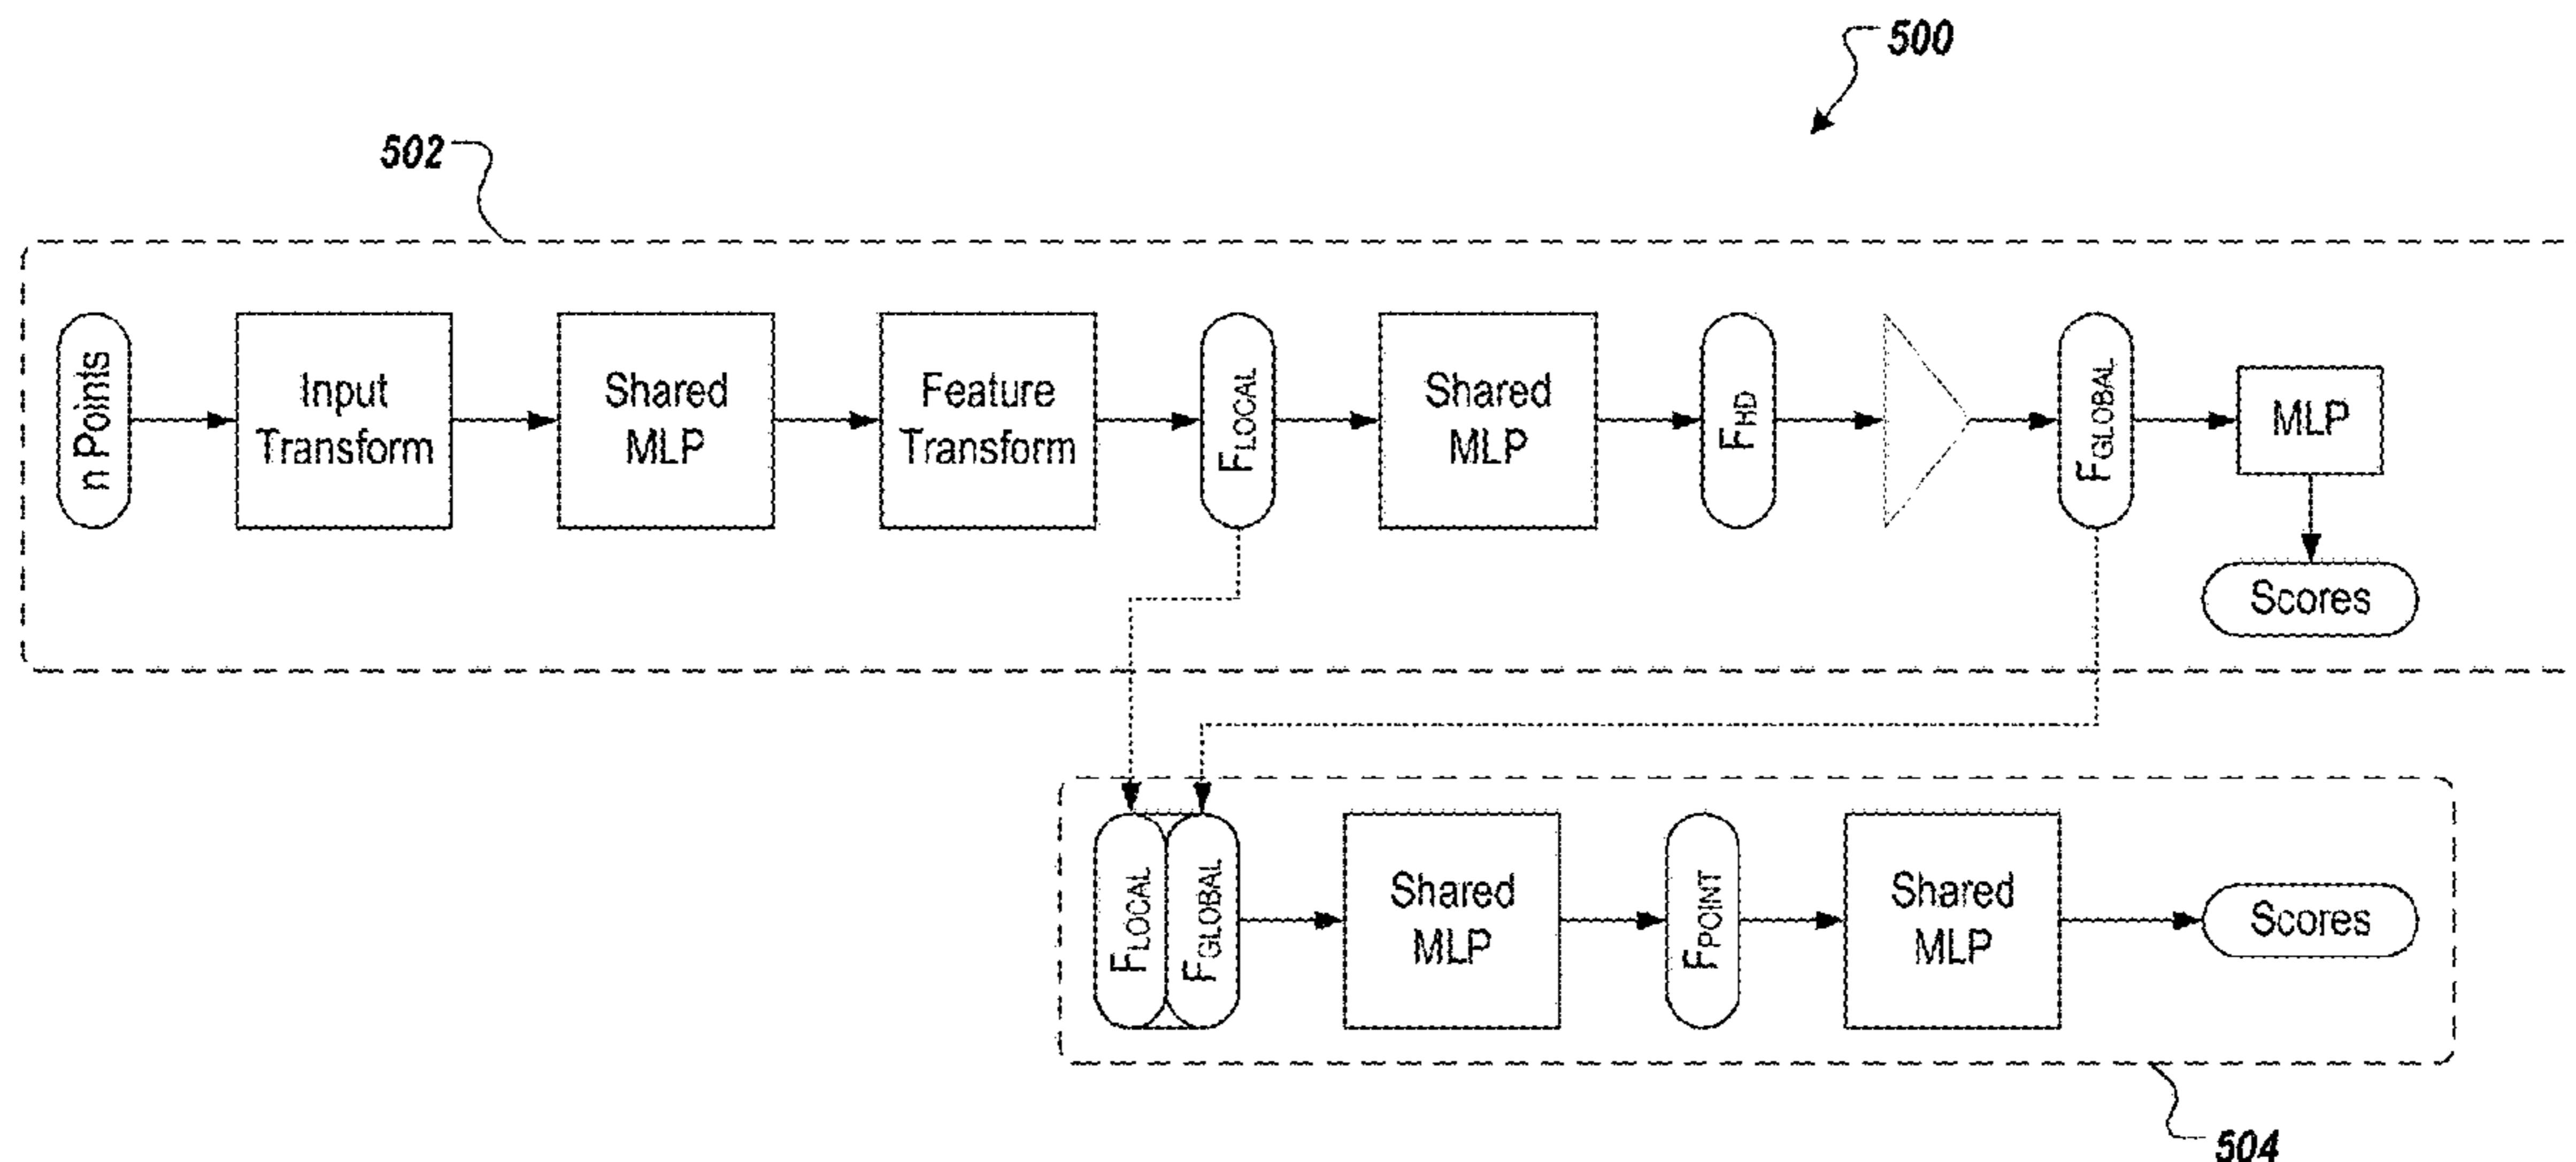 500
502
n Points
Input
Transform
Shared
MLP
Feature
Transform
FLOCAL
Shared
MLP
FHD
FGLOBAL
MLP
Scores
FLOCAL
FGLOBAL
Shared
MLP
FPOINT
Shared
MLP
Scores
504